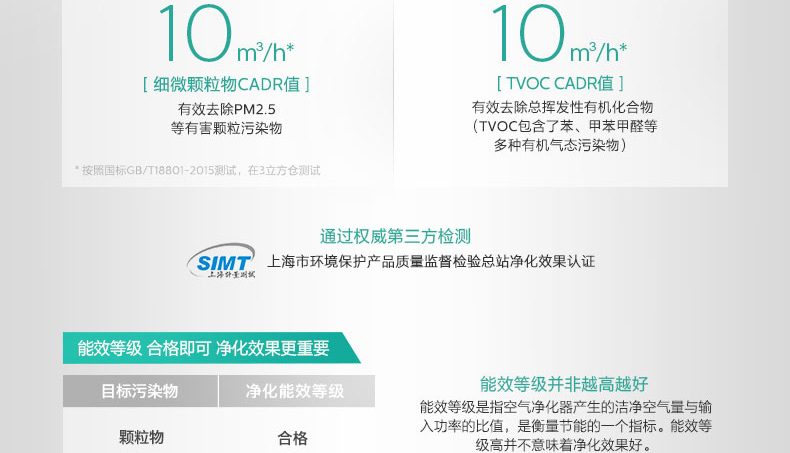 10 m³/h*
[ 细微颗粒物CADR值 ]
有效去除PM2.5
等有害颗粒污染物
* 按照国标GB/T18801-2015测试，在3立方仓测试
10 m³/h*
[ TVOC CADR值 ]
有效去除总挥发性有机化合物
（TVOC包含了苯、甲苯甲醛等
多种有机气态污染物）
通过权威第三方检测
SIMT
上海计量测试
上海市环境保护产品质量监督检验总站净化效果认证
能效等级 合格即可 净化效果更重要
目标污染物 净化能效等级
颗粒物 合格
能效等级并非越高越好
能效等级是指空气净化器产生的洁净空气量与输
入功率的比值，是衡量节能的一个指标。能效等
级高并不意味着净化效果好。